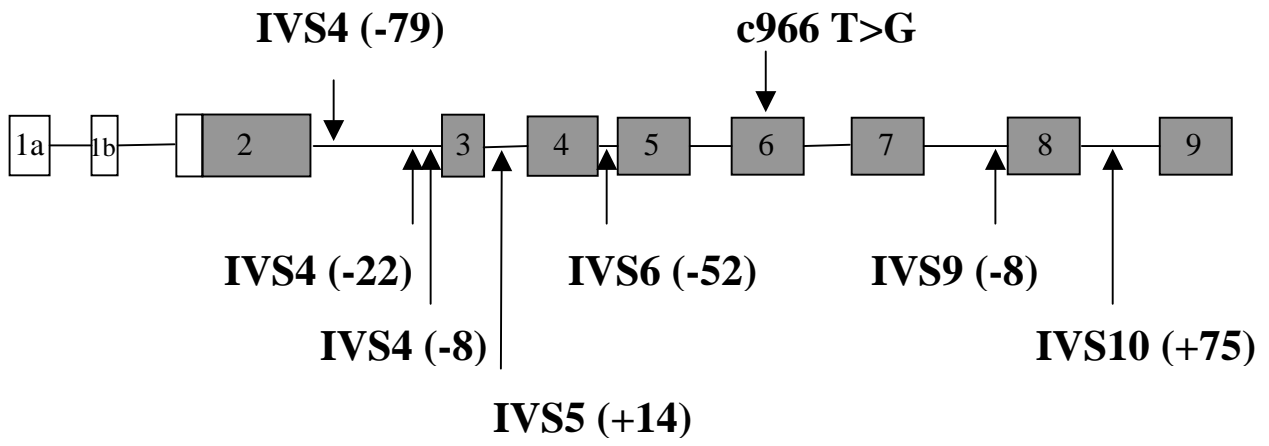 IVS4 (-79) c966 T>G
1a 1b 2 3 4 5 6 7 8 9
IVS4 (-22) IVS6 (-52) IVS9 (-8)
IVS4 (-8) IVS10 (+75)
IVS5 (+14)